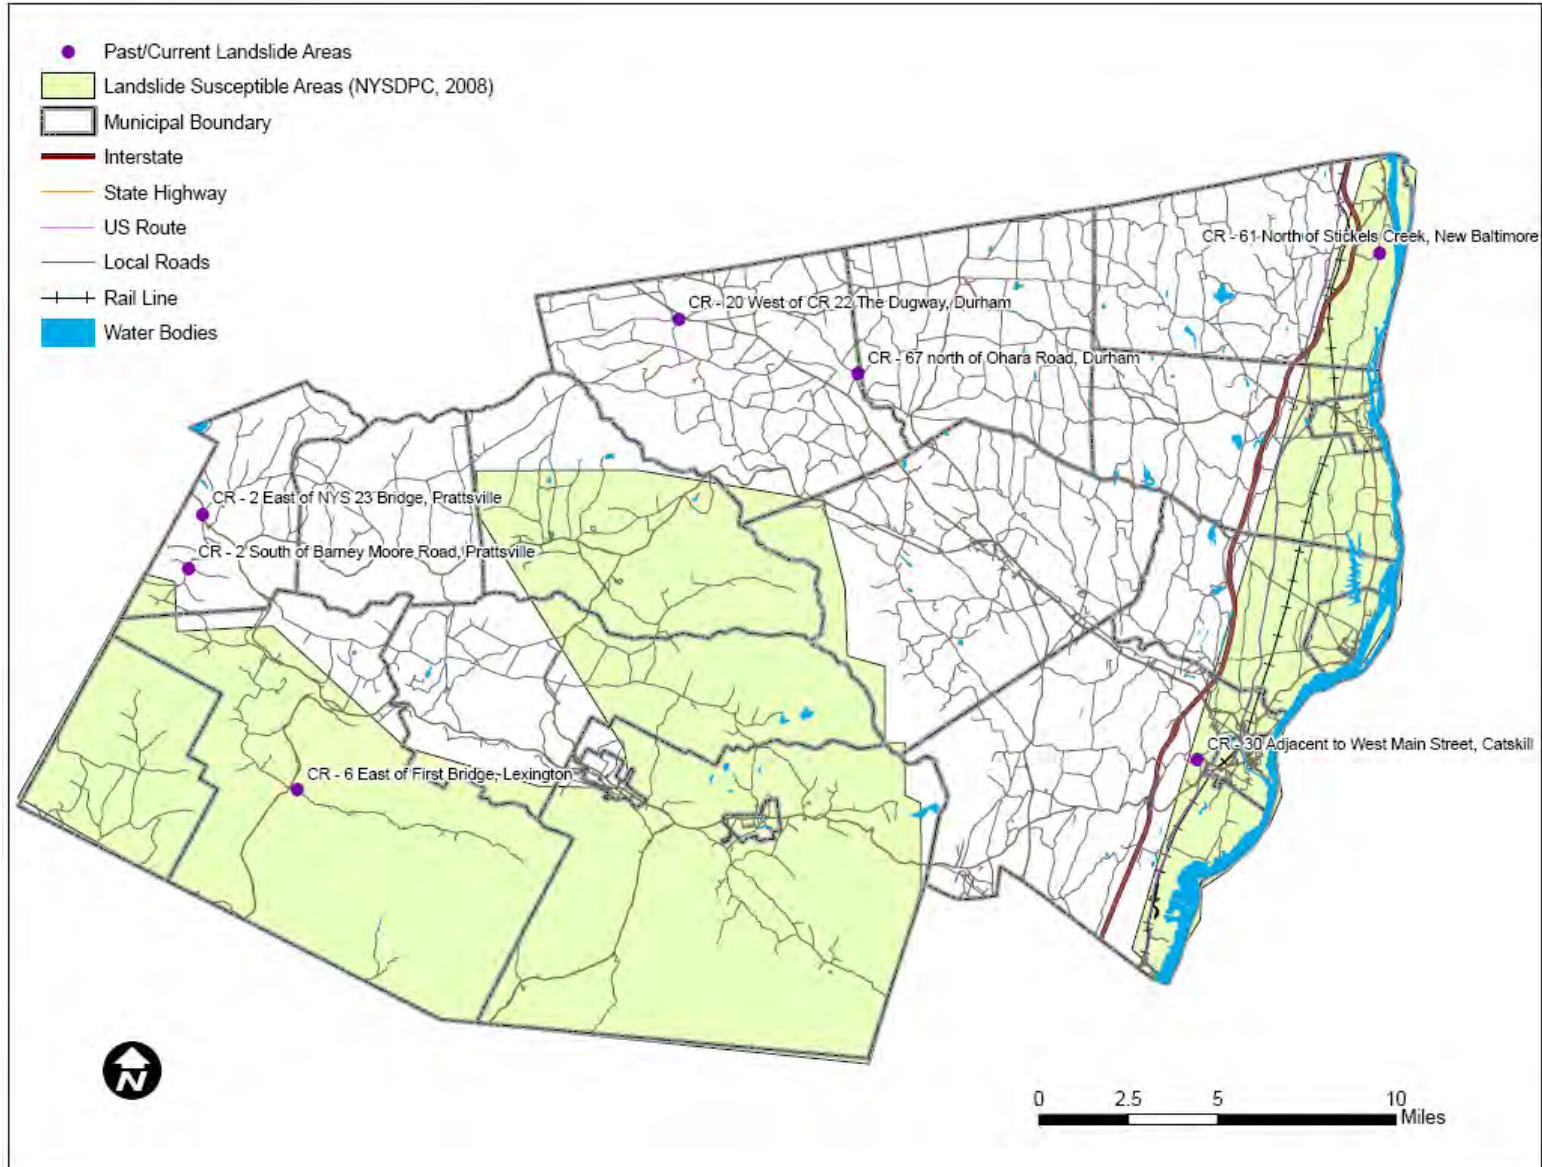 Past/Current Landslide Areas
Landslide Susceptible Areas (NYSDPC, 2008)
Municipal Boundary
Interstate
State Highway
US Route
Local Roads
Rail Line
Water Bodies
CR - 61 North of Stickels Creek, New Baltimore
CR - 20 West of CR 22 The Dugway, Durham
CR - 67 north of Ohara Road, Durham
CR - 2 East of NYS 23 Bridge, Prattsville
CR - 2 South of Barney Moore Road, Prattsville
CR - 30 Adjacent to West Main Street, Catskill
CR - 6 East of First Bridge, Lexington
N
0 2.5 5 10
Miles